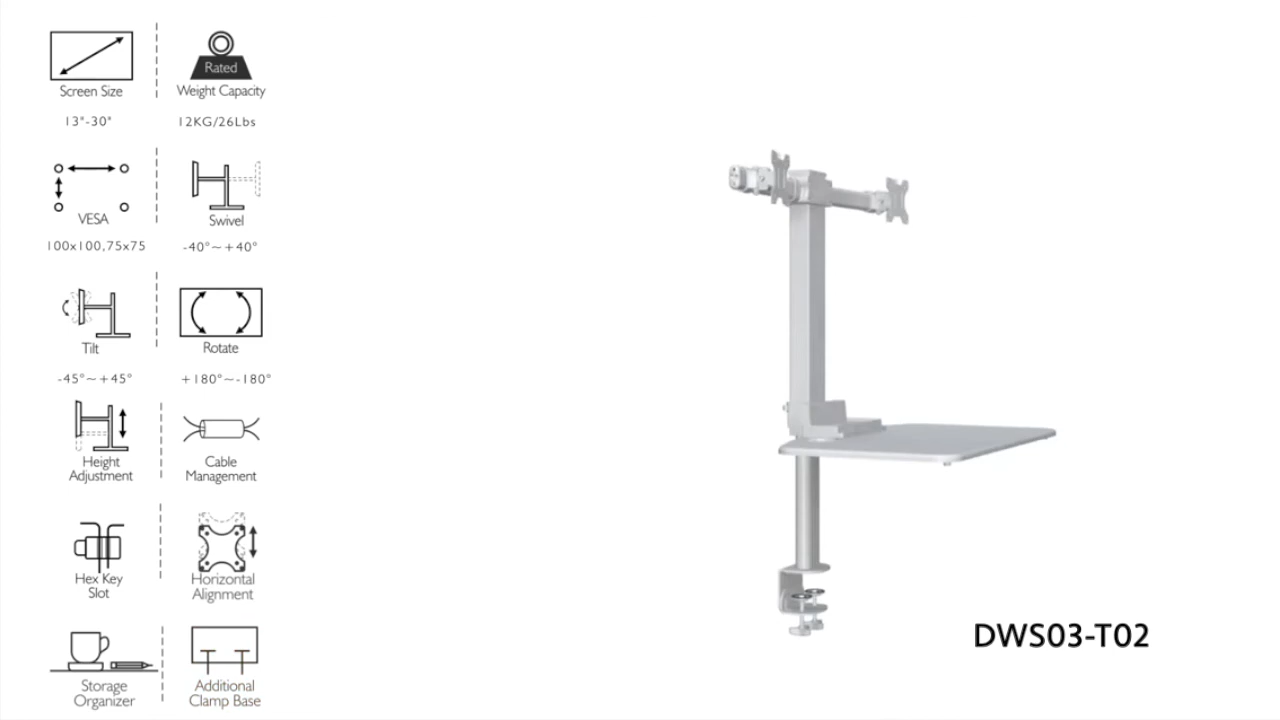 Rated
Screen Size
Weight Capacity
13"-30"
12KG/26Lbs
VESA
Swivel
100x100,75x75
-40°~+40°
Tilt
Rotate
-45°~+45°
+180°~-180°
Height
Adjustment
Cable
Management
Hex Key
Slot
Horizontal
Alignment
Storage
Organizer
Additional
Clamp Base
DWS03-T02